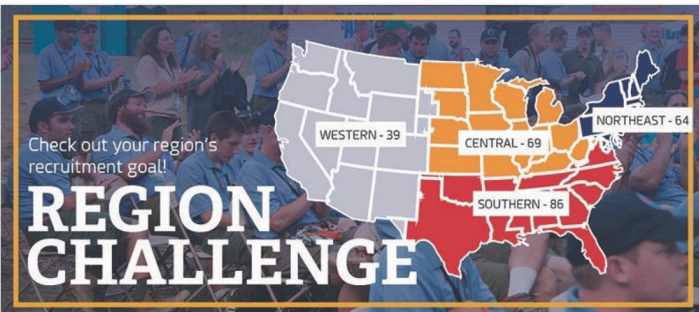 Check out your region's
recruitment goal!
REGION
CHALLENGE
WESTERN - 39
CENTRAL - 69
NORTHEAST - 64
SOUTHERN - 86